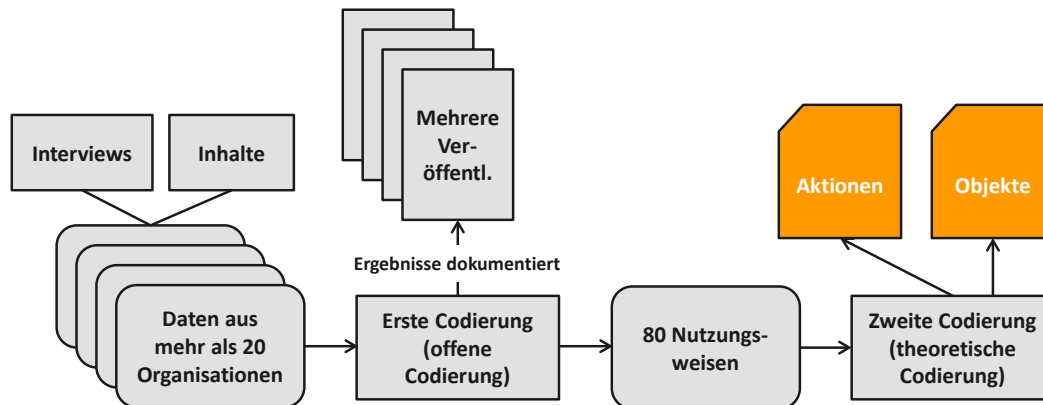 Mehrere
Ver-
öffentl.
Interviews
Inhalte
Aktionen
Objekte
Ergebnisse dokumentiert
Daten aus
mehr als 20
Organisationen
Erste Codierung
(offene
Codierung)
80 Nutzungs-
weisen
Zweite Codierung
(theoretische
Codierung)